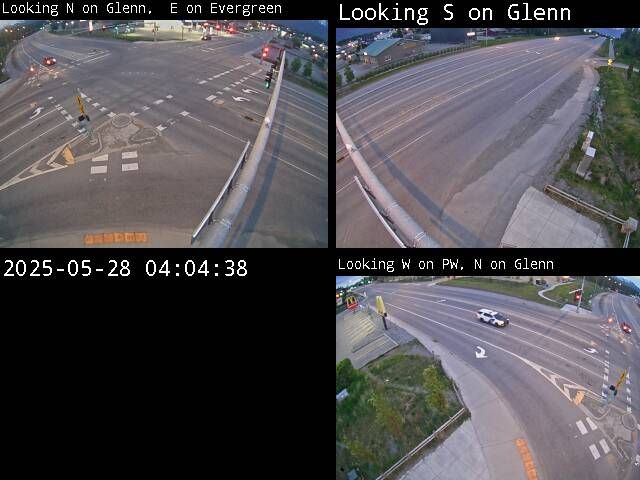 Looking N on Glenn,  E on Evergreen
Looking S on Glenn
2025-05-28 04:04:38
Looking W on PW, N on Glenn